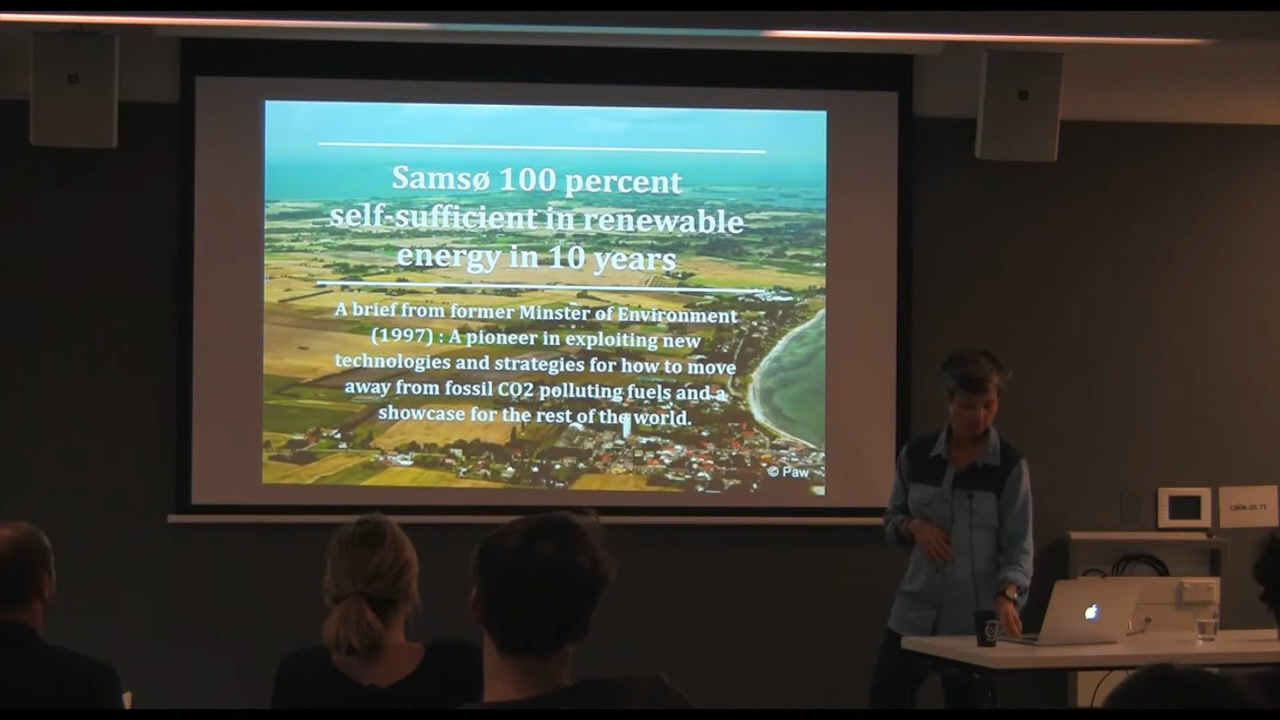 Samsø 100 percent
self-sufficient in renewable
energy in 10 years
A brief from former Minster of Environment
(1997) : A pioneer in exploiting new
technologies and strategies for how to move
away from fossil CO2 polluting fuels and a
showcase for the rest of the world.
© Paw